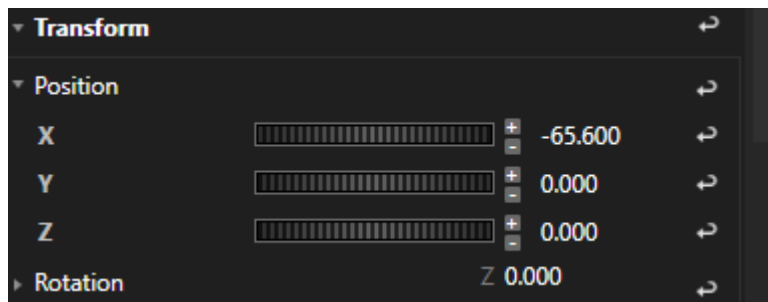 Transform
Position
X + - -65.600
Y + - 0.000
Z + - 0.000
Rotation Z 0.000